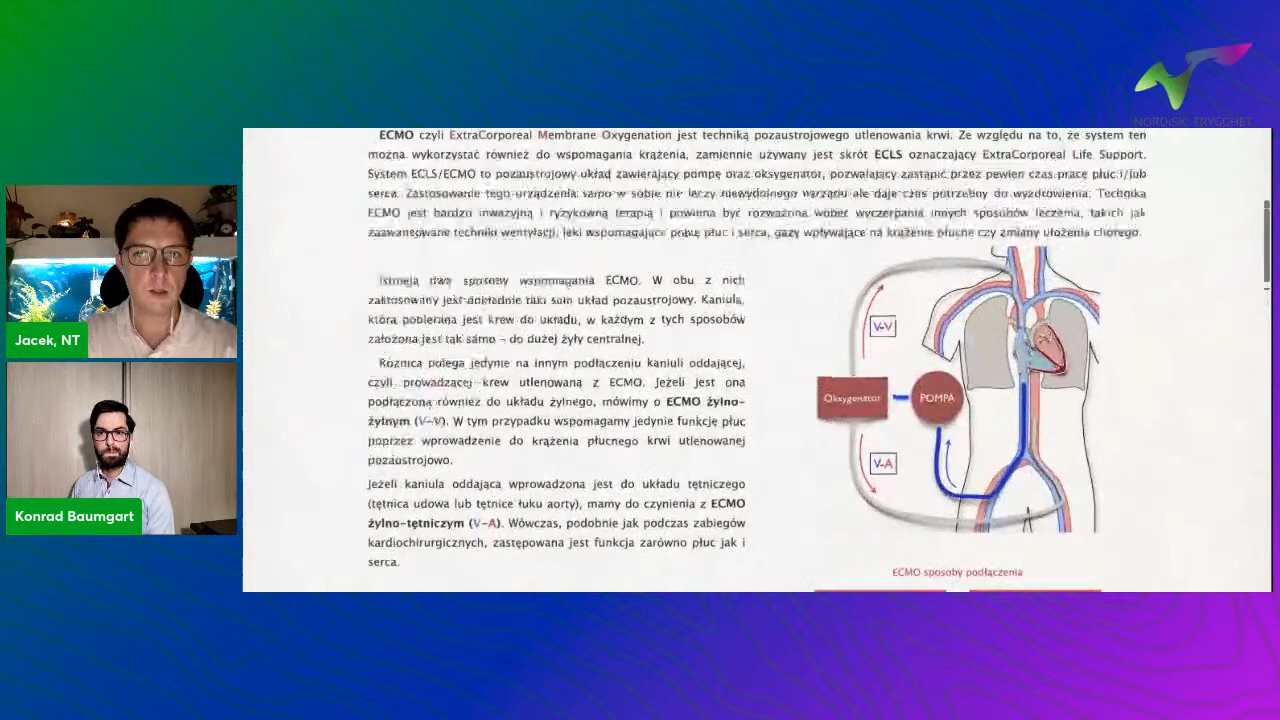 NORDISK TRYGGHET
ECMO czyli ExtraCorporeal Membrane Oxygenation jest techniką pozaustrojowego utlenowania krwi. Ze względu na to, że system ten
można wykorzystać również do wspomagania krążenia, zamiennie używany jest skrót ECLS oznaczający ExtraCorporeal Life Support.
System ECLS/ECMO to pozaustrojowy układ zawierający pompę oraz oksygenator, pozwalający zastąpić przez pewien czas pracę płuc i/lub
serca. Zastosowanie tego urządzenia samo w sobie nie leczy niewydolnego narządu ale daje czas potrzebny do wyzdrowienia. Technika
ECMO jest bardzo inwazyjną i ryzykowną terapią i powinna być rozważona wobec wyczerpania innych sposobów leczenia, takich jak
zaawansowane techniki wentylacji, leki wspomagające pracę płuc i serca, gazy wpływające na krążenie płucne czy zmiany ułożenia chorego.
Istnieją dwa sposoby wspomagania ECMO. W obu z nich
zastosowany jest dokładnie taki sam układ pozaustrojowy. Kaniula,
którą pobierana jest krew do układu, w każdym z tych sposobów
założona jest tak samo – do dużej żyły centralnej.
Różnica polega jedynie na innym podłączeniu kaniuli oddającej,
czyli prowadzącej krew utlenowaną z ECMO. Jeżeli jest ona
podłączona również do układu żylnego, mówimy o ECMO żylno-
żylnym (V-V). W tym przypadku wspomagamy jedynie funkcję płuc
poprzez wprowadzenie do krążenia płucnego krwi utlenowanej
pozaustrojowo.
Jeżeli kaniula oddająca wprowadzona jest do układu tętniczego
(tętnica udowa lub tętnice łuku aorty), mamy do czynienia z ECMO
żylno-tętniczym (V-A). Wówczas, podobnie jak podczas zabiegów
kardiochirurgicznych, zastępowana jest funkcja zarówno płuc jak i
serca.
V-V
Oksygenator
POMPA
V-A
ECMO sposoby podłączenia
Jacek, NT
Konrad Baumgart